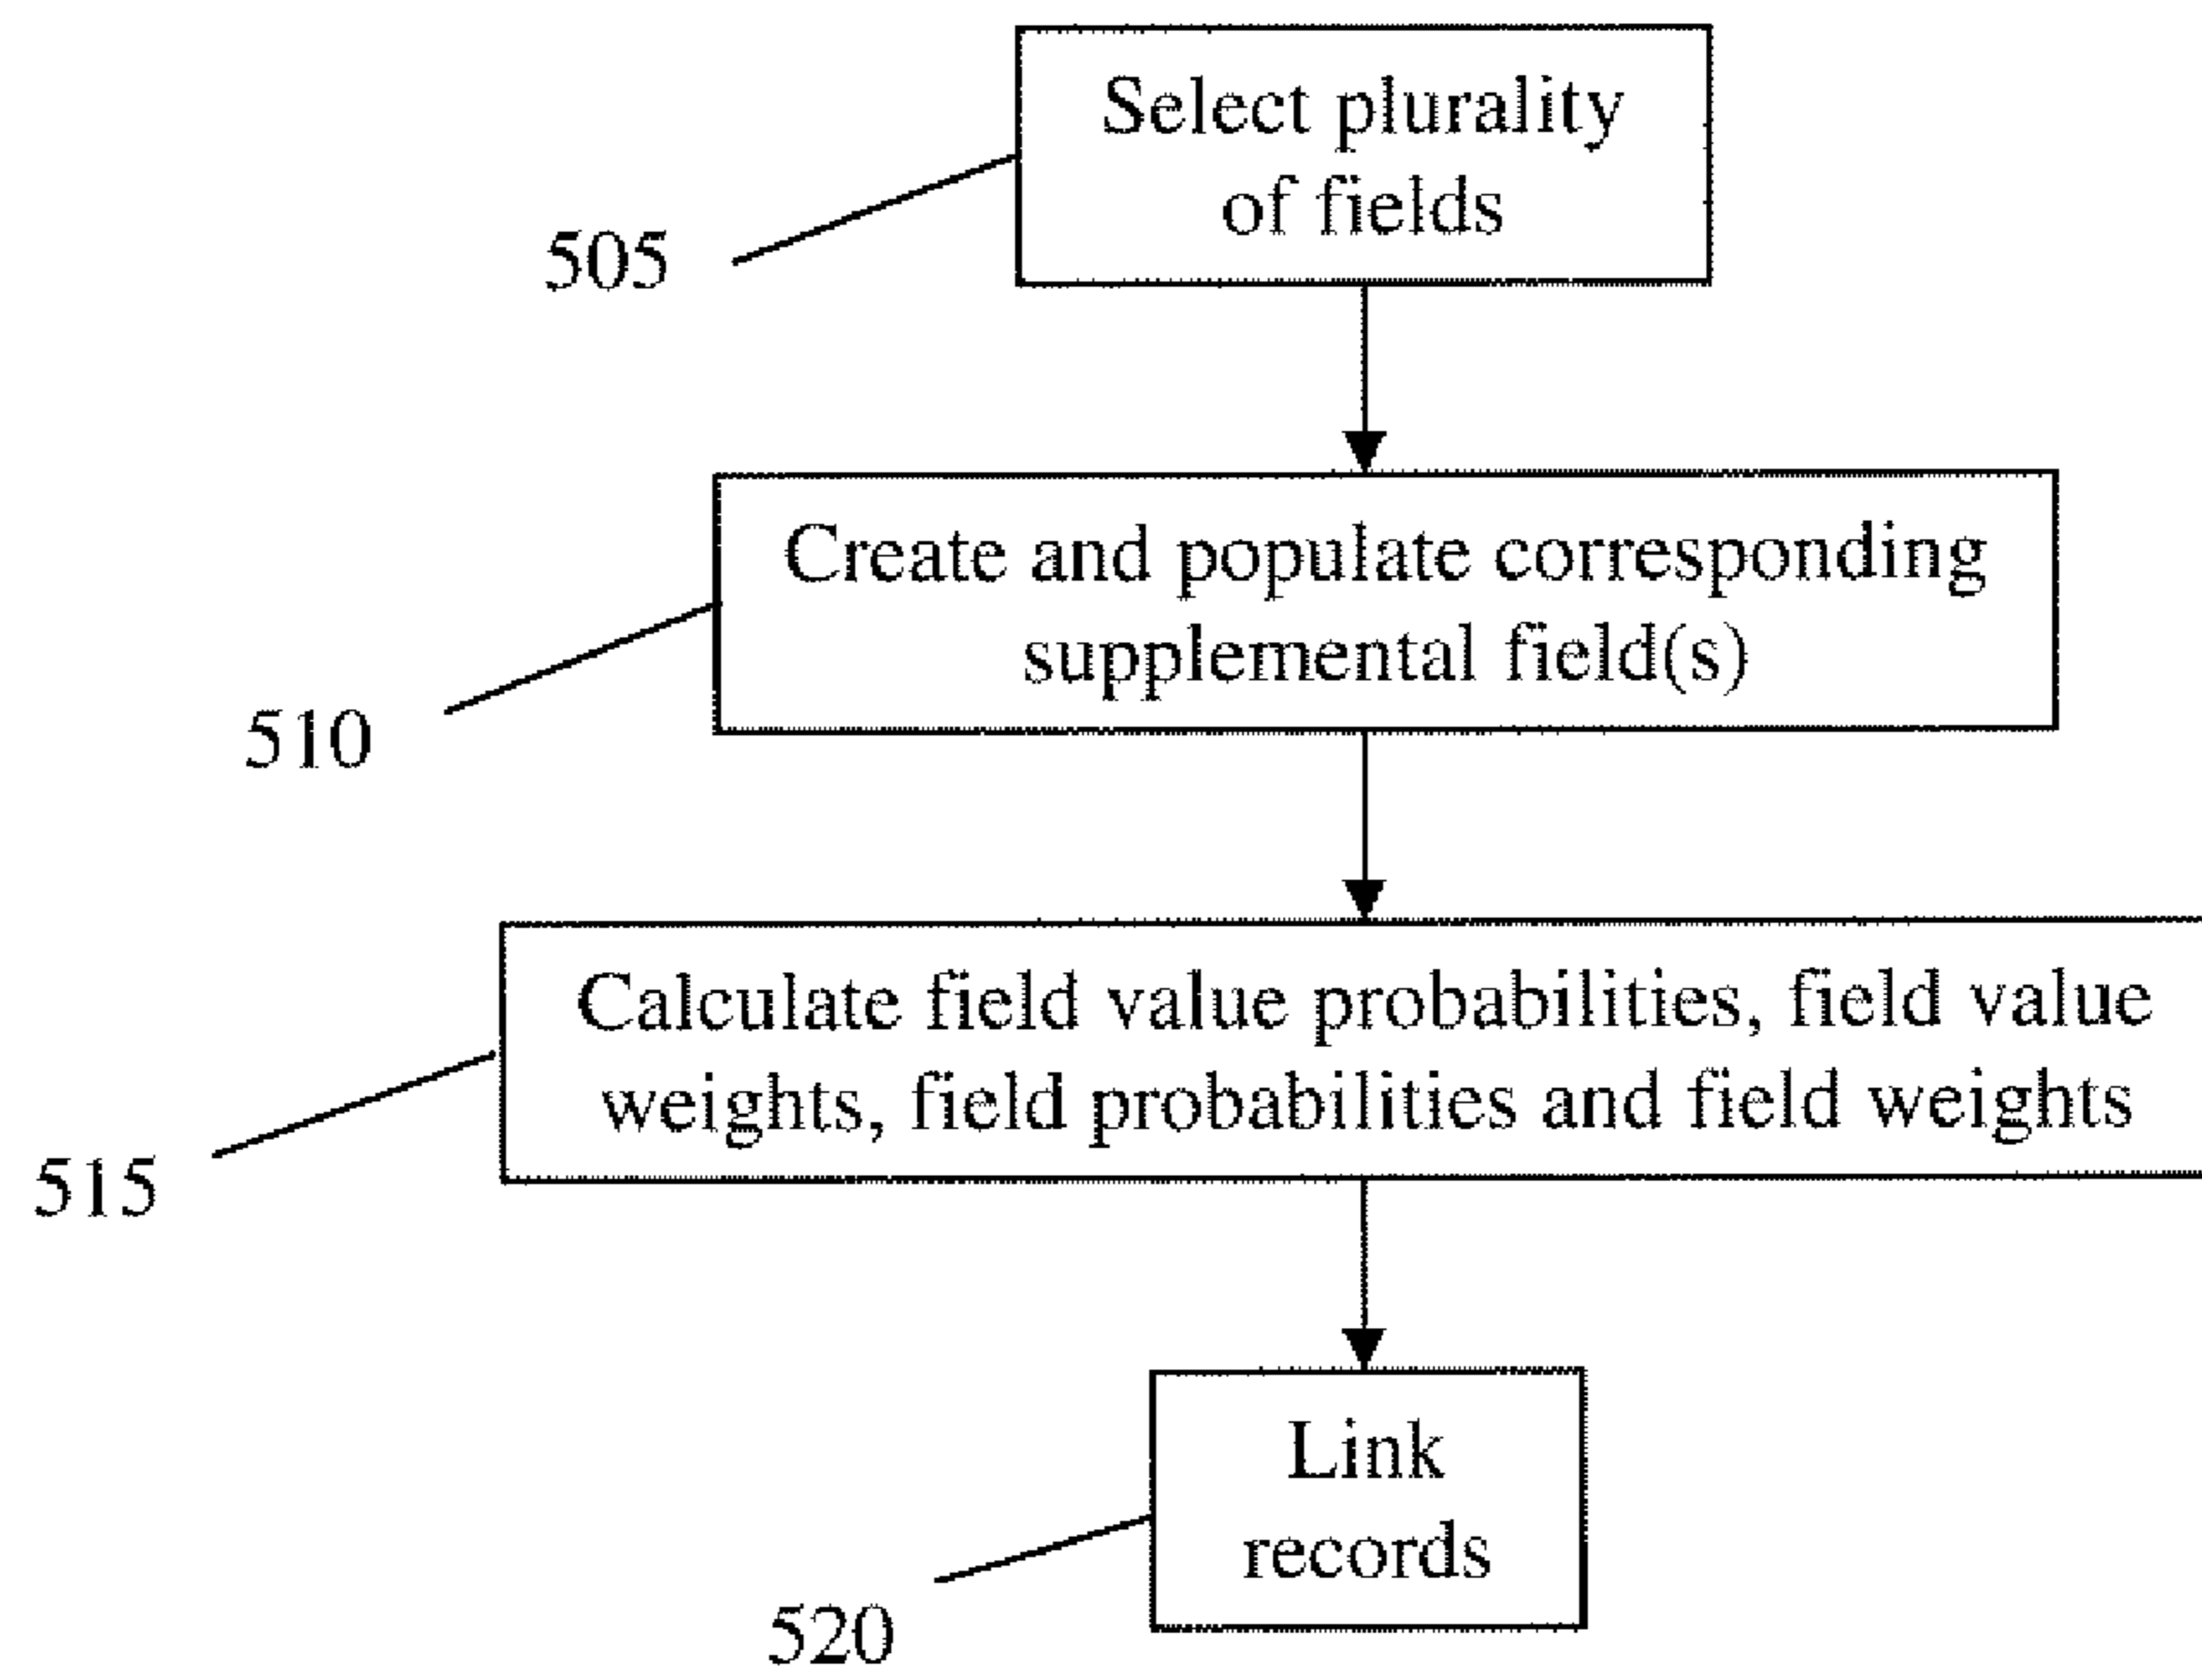 Select plurality
of fields
505
Create and populate corresponding
supplemental field(s)
510
Calculate field value probabilities, field value
weights, field probabilities and field weights
515
Link
records
520